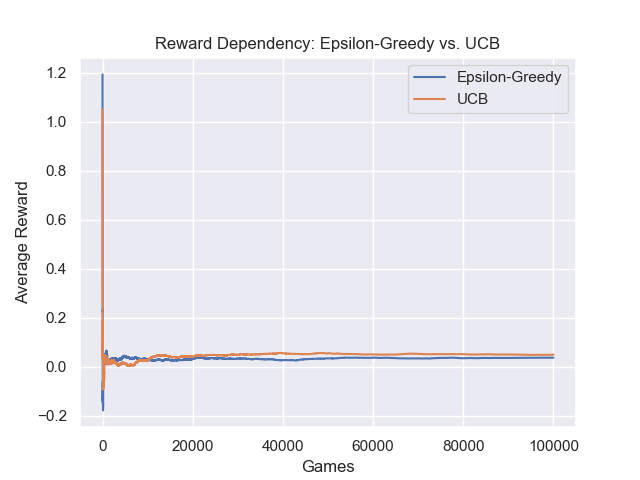 Reward Dependency: Epsilon-Greedy vs. UCB
Epsilon-Greedy
UCB
1.2
1.0
0.8
0.6
0.4
0.2
0.0
−0.2
Average Reward
0
20000
40000
60000
80000
100000
Games